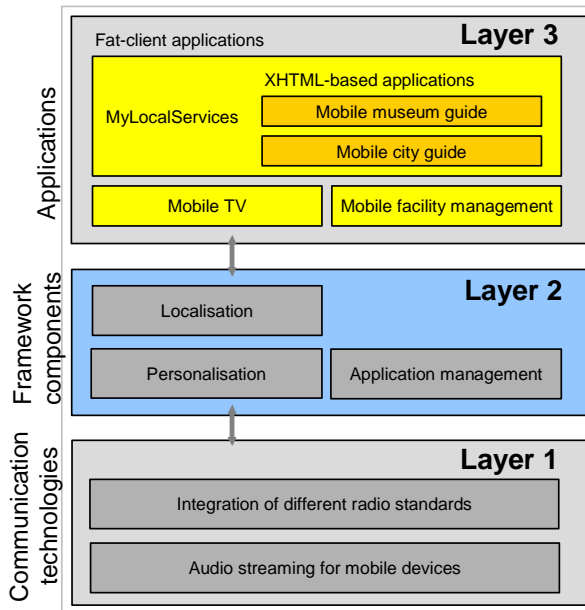 Layer 3
Fat-client applications
XHTML-based applications
MyLocalServices
Mobile museum guide
Mobile city guide
Mobile TV
Mobile facility management
Applications
Layer 2
Localisation
Personalisation
Application management
Framework
components
Layer 1
Integration of different radio standards
Audio streaming for mobile devices
Communication
technologies